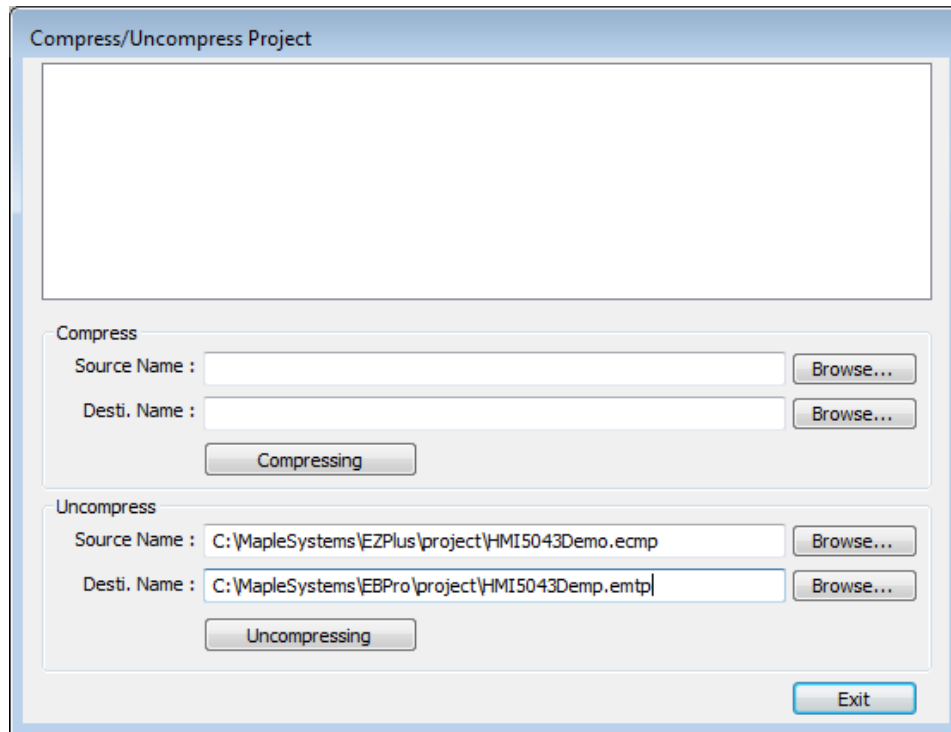 Compress/Uncompress Project
Compress
Source Name : Browse...
Desti. Name : Browse...
Compressing
Uncompress
Source Name : C:\MapleSystems\EZPlus\project\HMI5043Demo.ecmp Browse...
Desti. Name : C:\MapleSystems\EBPro\project\HMI5043Demp.emtp Browse...
Uncompressing
Exit